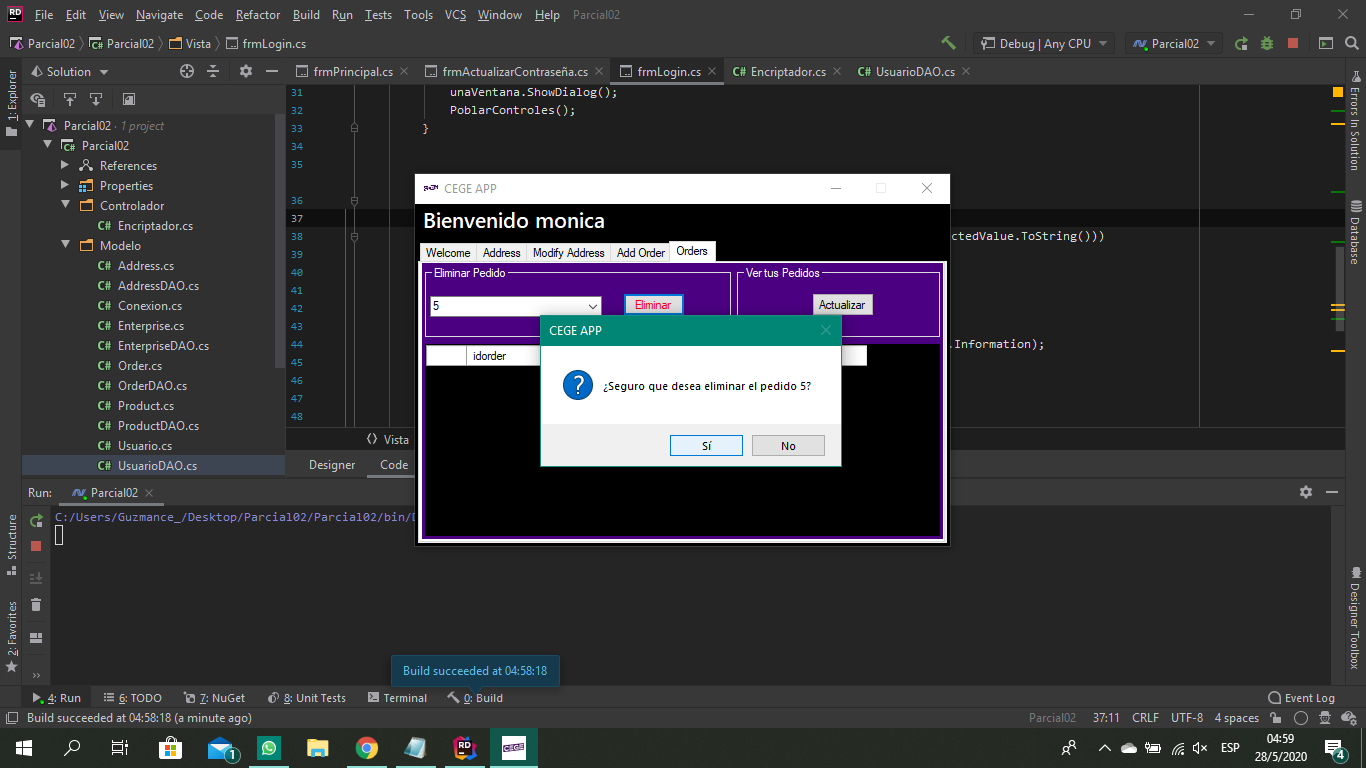 File Edit View Navigate Code Refactor Build Run Tests Tools VCS Window Help Parcial02
Parcial02 Parcial02 Vista frmLogin.cs
Debug | Any CPU Parcial02
Solution
frmPrincipal.cs frmActualizarContraseña.cs frmLogin.cs Encriptador.cs UsuarioDAO.cs
1: Explorer
Parcial02 · 1 project
Parcial02
References
Properties
Controlador
Encriptador.cs
Modelo
Address.cs
AddressDAO.cs
Conexion.cs
Enterprise.cs
EnterpriseDAO.cs
Order.cs
OrderDAO.cs
Product.cs
ProductDAO.cs
Usuario.cs
UsuarioDAO.cs
31 unaVentana.ShowDialog();
32 PoblarControles();
33 }
34
35
36
37
38 ctedValue.ToString()))
39
40
41
42
43
44 .Information);
45
46
47
48
CEGE APP
Bienvenido monica
Welcome Address Modify Address Add Order Orders
Eliminar Pedido Ver tus Pedidos
5 Eliminar Actualizar
idorder
CEGE APP
¿Seguro que desea eliminar el pedido 5?
Sí No
Vista
Designer Code
Errors In Solution
Database
Designer Toolbox
Run: Parcial02
C:/Users/Guzmance_/Desktop/Parcial02/Parcial02/bin/
Structure
2: Favorites
Build succeeded at 04:58:18
4: Run 6: TODO 7: NuGet 8: Unit Tests Terminal 0: Build Event Log
Build succeeded at 04:58:18 (a minute ago) Parcial02 37:11 CRLF UTF-8 4 spaces
1 RD CEGE ESP 04:59
28/5/2020 4